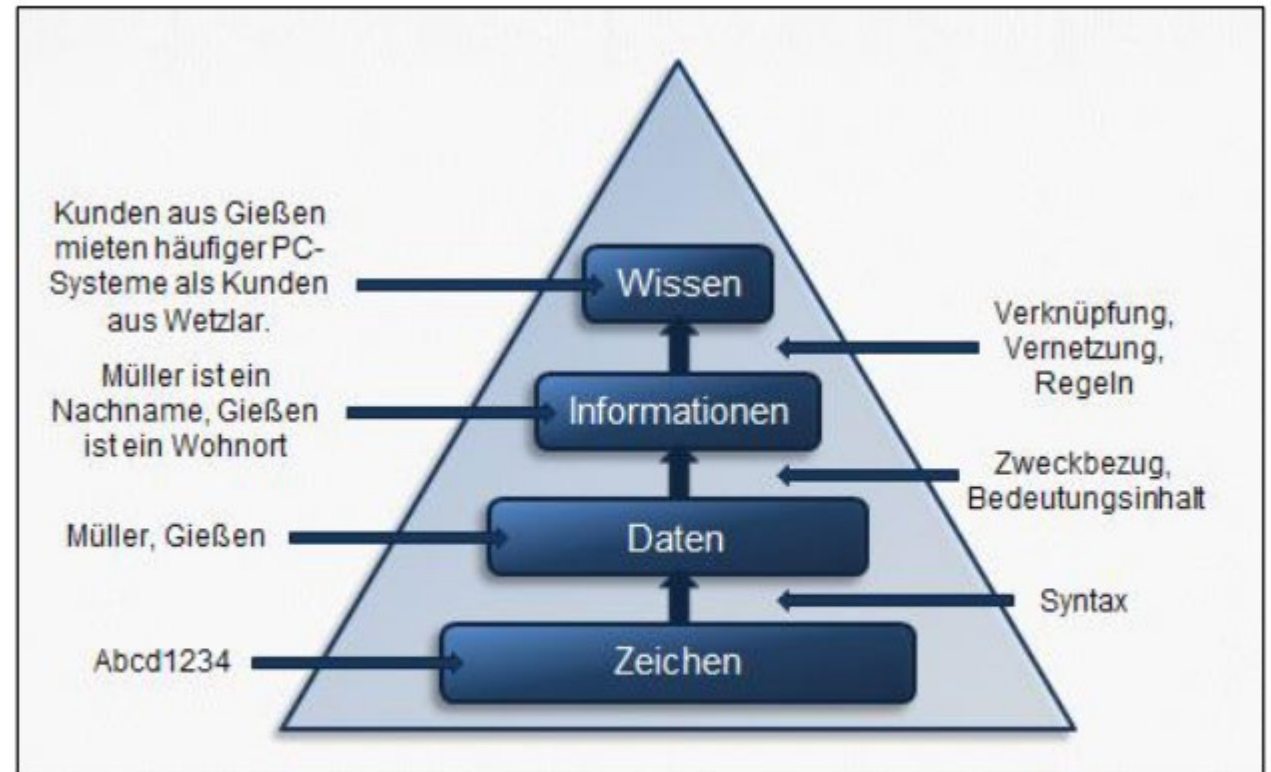 Kunden aus Gießen
mieten häufiger PC-
Systeme als Kunden
aus Wetzlar.
Wissen
Verknüpfung,
Vernetzung,
Regeln
Müller ist ein
Nachname, Gießen
ist ein Wohnort
Informationen
Zweckbezug,
Bedeutungsinhalt
Müller, Gießen
Daten
Syntax
Abcd1234
Zeichen